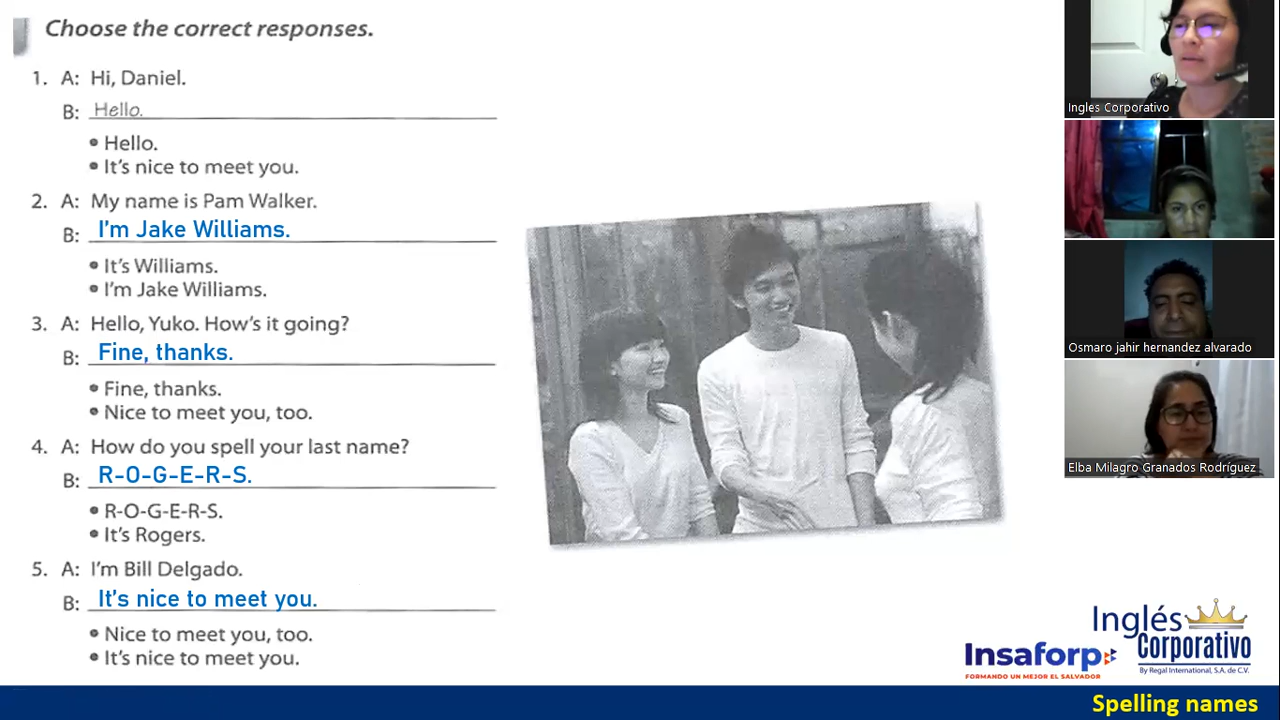 Choose the correct responses.
1. A: Hi, Daniel.
B: Hello.
• Hello.
• It's nice to meet you.
2. A: My name is Pam Walker.
B: I'm Jake Williams.
• It's Williams.
• I'm Jake Williams.
3. A: Hello, Yuko. How's it going?
B: Fine, thanks.
• Fine, thanks.
• Nice to meet you, too.
4. A: How do you spell your last name?
B: R-O-G-E-R-S.
• R-O-G-E-R-S.
• It's Rogers.
5. A: I'm Bill Delgado.
B: It's nice to meet you.
• Nice to meet you, too.
• It's nice to meet you.
Ingles Corporativo
Osmaro jahir hernandez alvarado
Elba Milagro Granados Rodríguez
Insaforp
FORMANDO UN MEJOR EL SALVADOR
Inglés
Corporativo
By Regal International, S.A. de C.V.
Spelling names